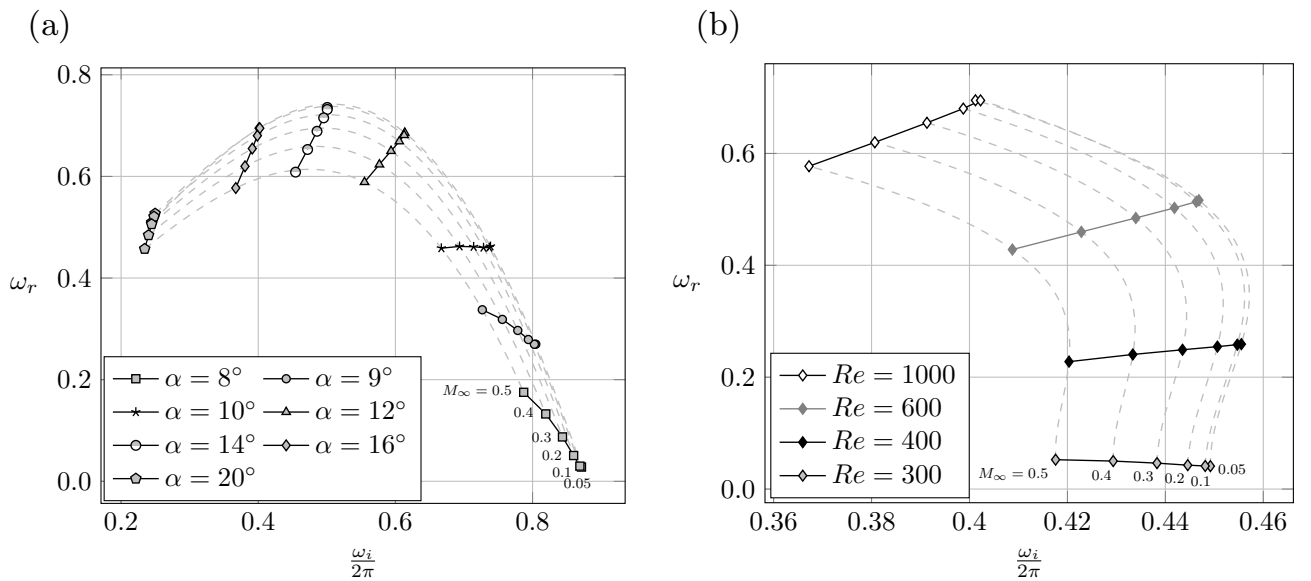 (a)
0.8
0.6
0.4
0.2
0.0
ω_r
0.2 0.4 0.6 0.8
ω_i/2π
M_∞ = 0.5
0.4
0.3
0.2
0.1
0.05
α = 8° α = 9°
α = 10° α = 12°
α = 14° α = 16°
α = 20°
(b)
0.6
0.4
0.2
0.0
ω_r
0.36 0.38 0.4 0.42 0.44 0.46
ω_i/2π
Re = 1000
Re = 600
Re = 400
Re = 300
M_∞ = 0.5 0.4 0.3 0.2 0.1 0.05